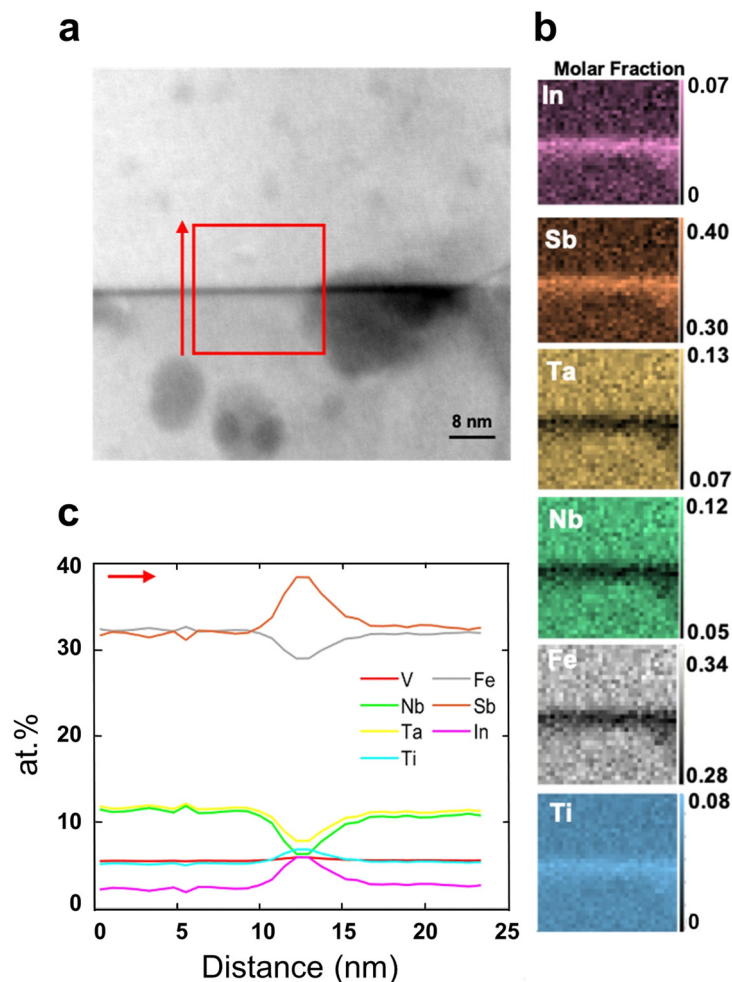 a
8 nm
b
Molar Fraction
In
0.07
0
Sb
0.40
0.30
Ta
0.13
0.07
Nb
0.12
0.05
Fe
0.34
0.28
Ti
0.08
0
c
40
30
20
10
0
at.%
V
Fe
Nb
Sb
Ta
In
Ti
0
5
10
15
20
25
Distance (nm)